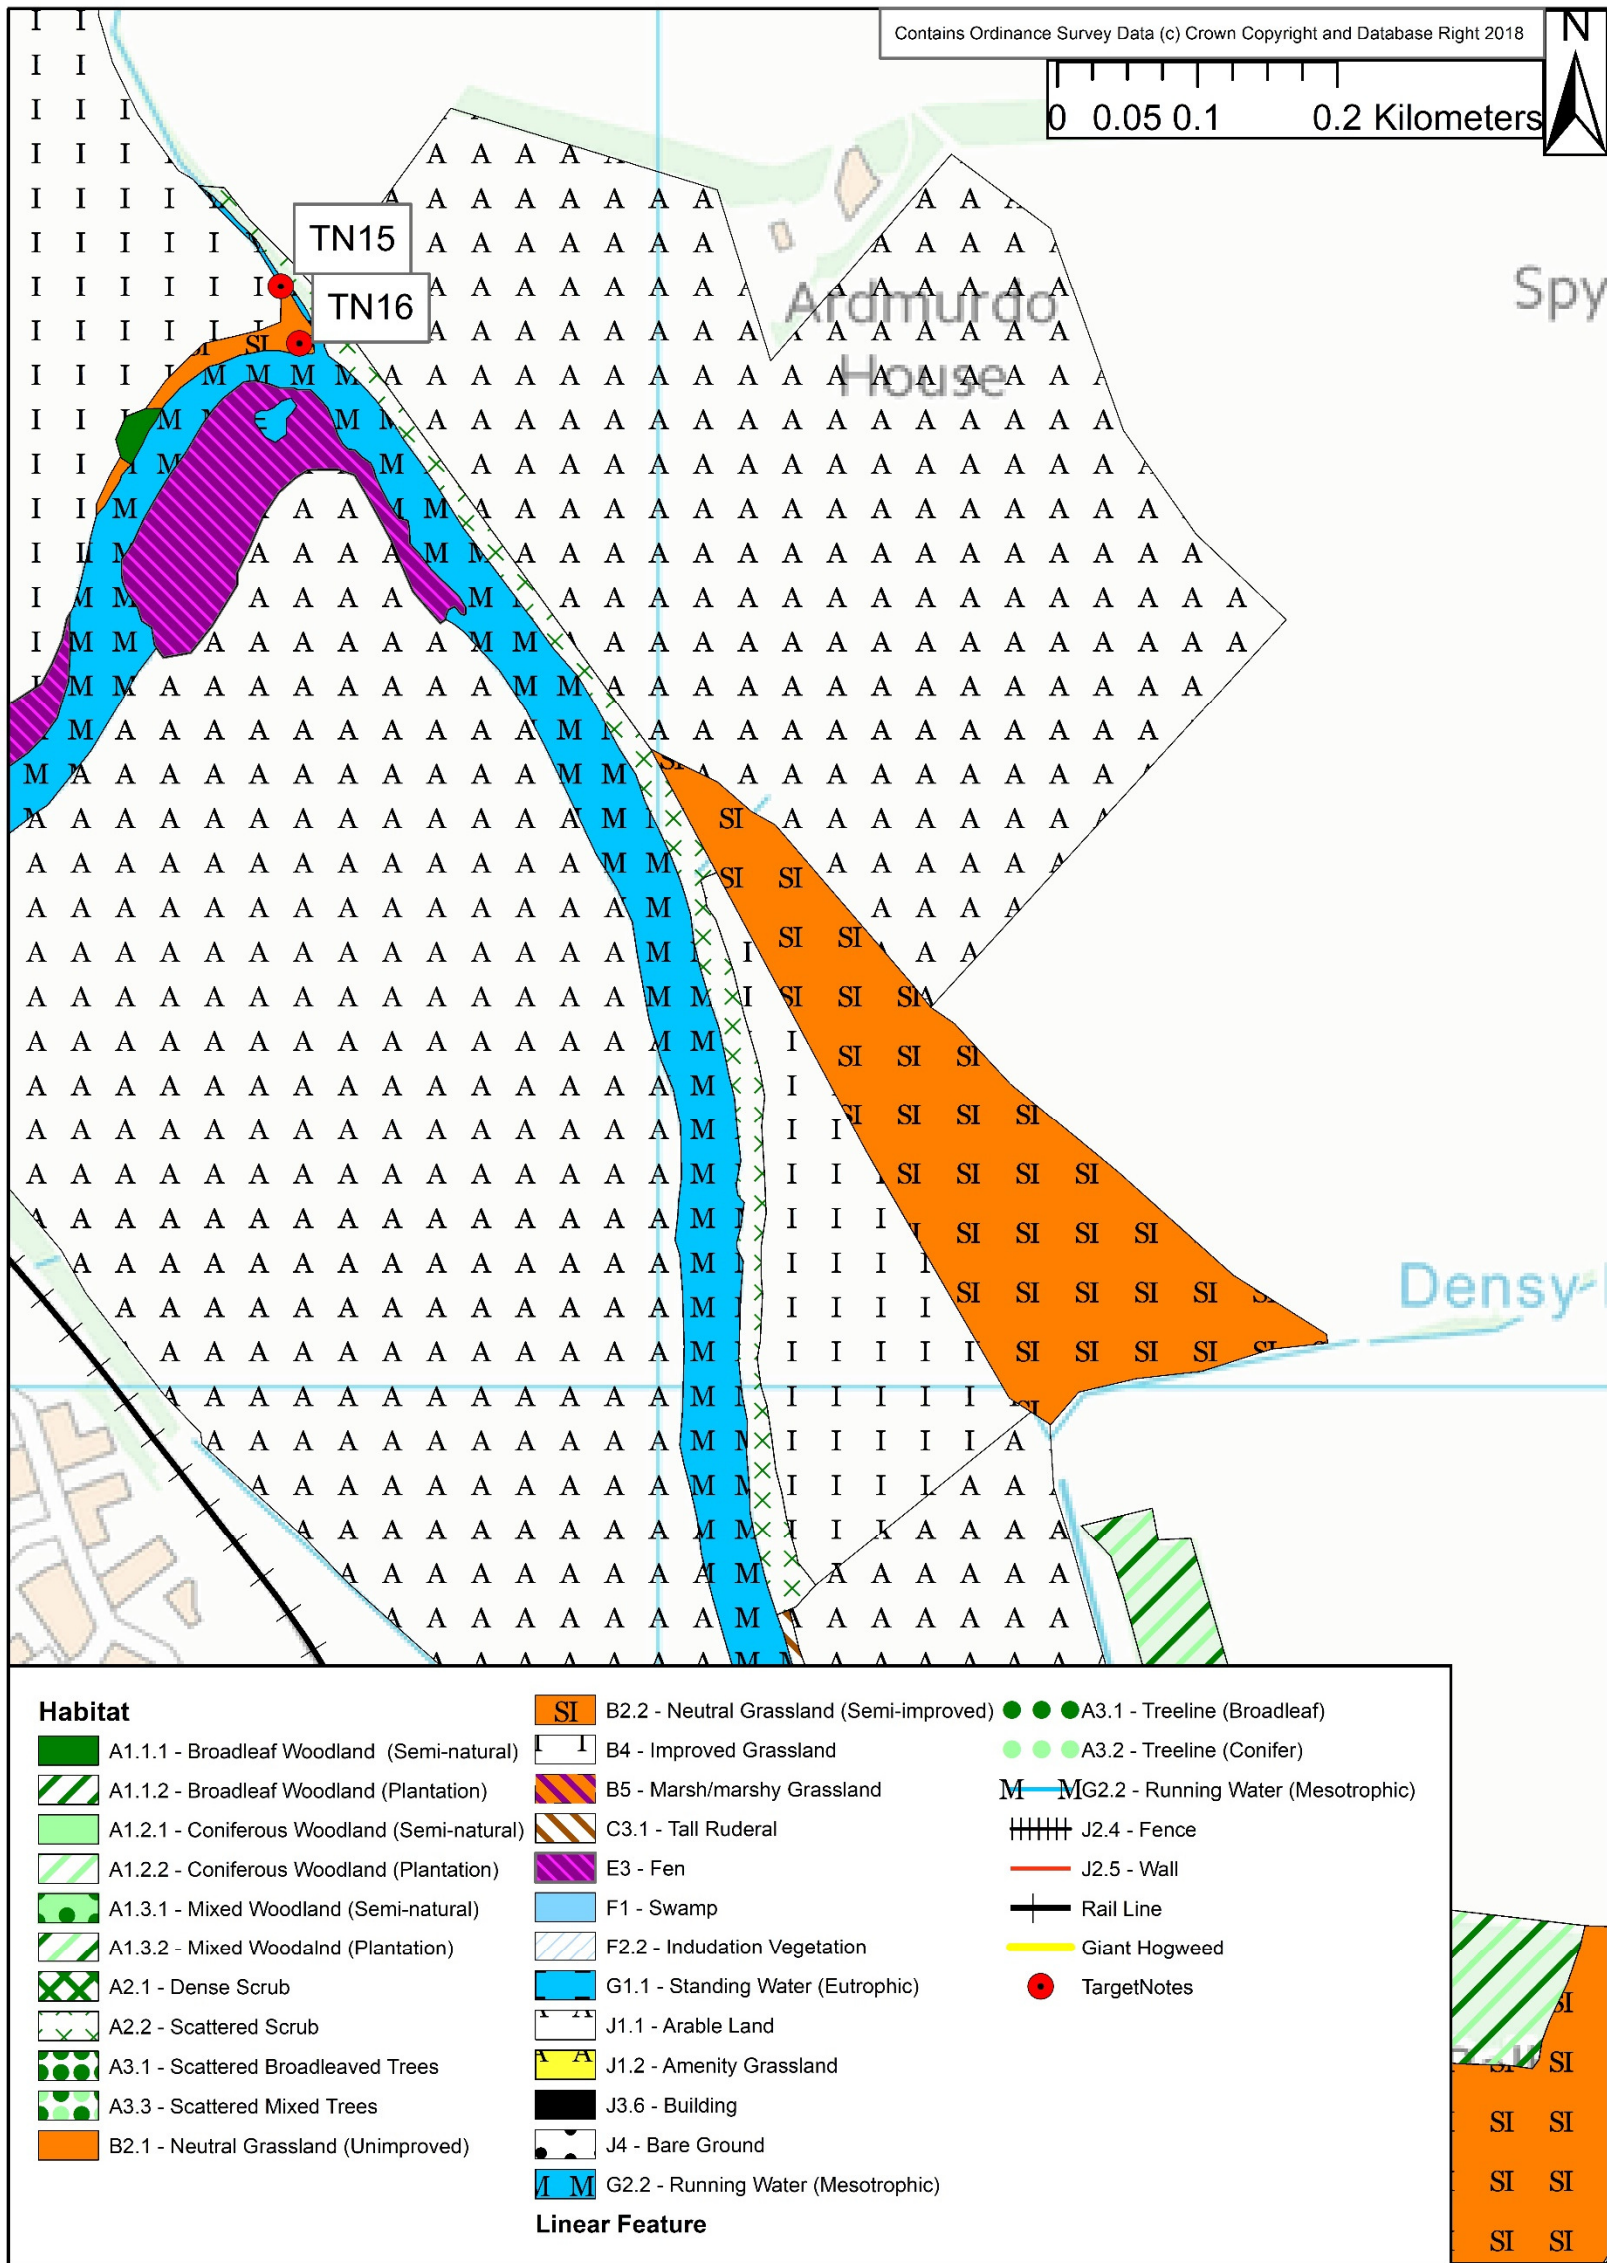 Contains Ordinance Survey Data (c) Crown Copyright and Database Right 2018
N
0 0.05 0.1 0.2 Kilometers
TN15
TN16
Ardmurdo
House
Spy
Densy
Habitat
A1.1.1 - Broadleaf Woodland (Semi-natural)
A1.1.2 - Broadleaf Woodland (Plantation)
A1.2.1 - Coniferous Woodland (Semi-natural)
A1.2.2 - Coniferous Woodland (Plantation)
A1.3.1 - Mixed Woodland (Semi-natural)
A1.3.2 - Mixed Woodalnd (Plantation)
A2.1 - Dense Scrub
A2.2 - Scattered Scrub
A3.1 - Scattered Broadleaved Trees
A3.3 - Scattered Mixed Trees
B2.1 - Neutral Grassland (Unimproved)
SI B2.2 - Neutral Grassland (Semi-improved)
I I B4 - Improved Grassland
B5 - Marsh/marshy Grassland
C3.1 - Tall Ruderal
E3 - Fen
F1 - Swamp
F2.2 - Indudation Vegetation
G1.1 - Standing Water (Eutrophic)
A A J1.1 - Arable Land
A A J1.2 - Amenity Grassland
J3.6 - Building
J4 - Bare Ground
M M G2.2 - Running Water (Mesotrophic)
Linear Feature
A3.1 - Treeline (Broadleaf)
A3.2 - Treeline (Conifer)
M M G2.2 - Running Water (Mesotrophic)
J2.4 - Fence
J2.5 - Wall
Rail Line
Giant Hogweed
TargetNotes